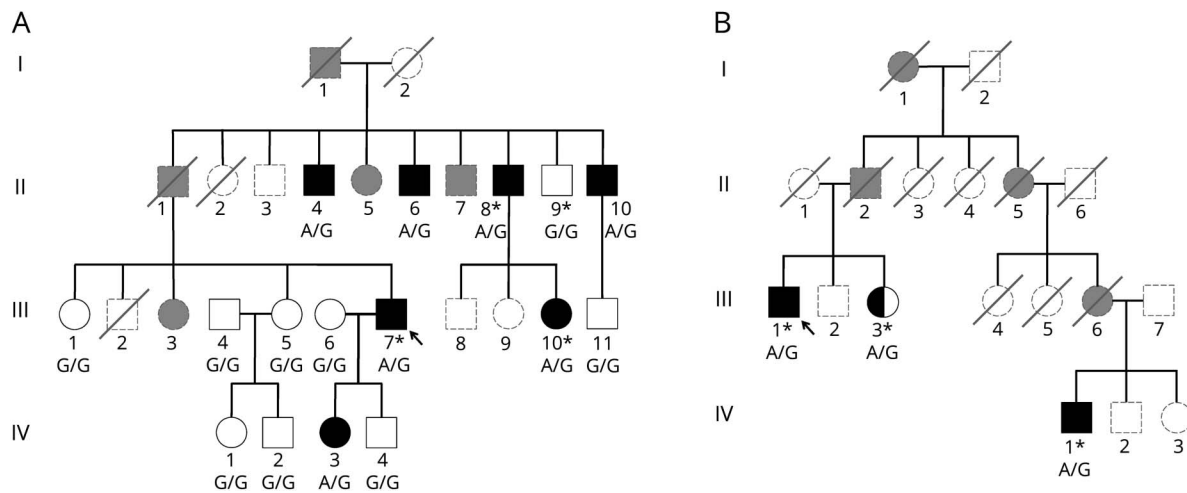 A
B
I
1 2
1 2
II
1 2 3 4 5 6 7 8* 9* 10
A/G A/G A/G G/G A/G
1 2 3 4 5 6
III
1 2 3 4 5 6 7* 8 9 10* 11
G/G G/G G/G G/G A/G A/G G/G
1* 2 3* 4 5 6 7
A/G A/G
IV
1 2 3 4
G/G G/G A/G G/G
1* 2 3
A/G
I
II
III
IV